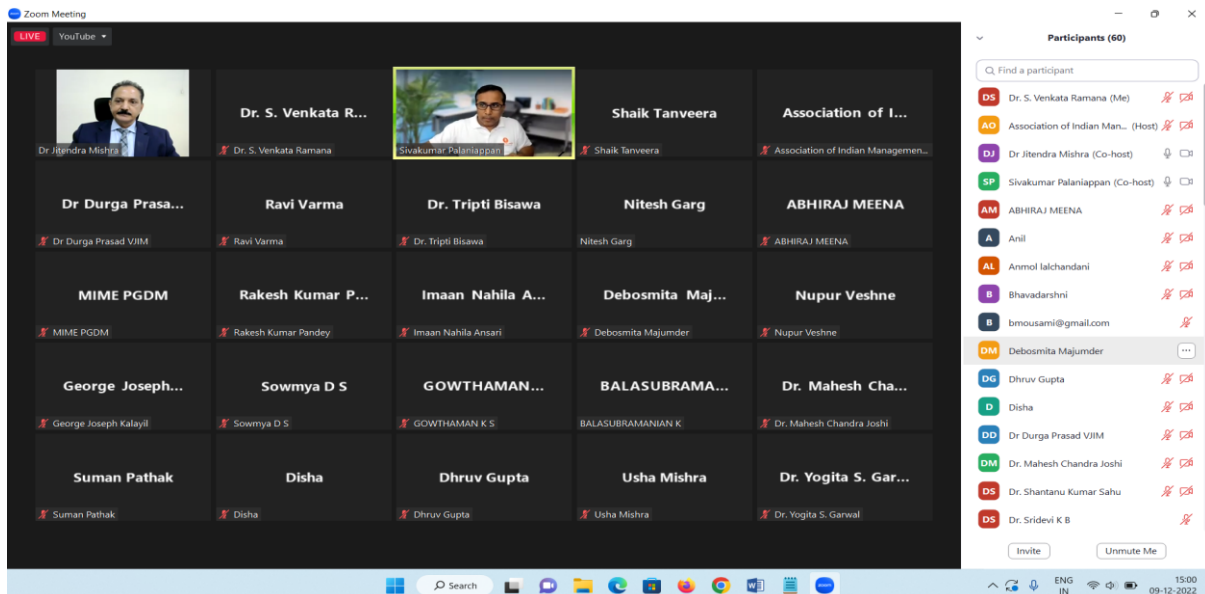 Zoom Meeting
LIVE YouTube
Participants (60)
Find a participant
Dr Jitendra Mishra
Dr. S. Venkata R...
Dr. S. Venkata Ramana
Sivakumar Palaniappan
Shaik Tanveera
Shaik Tanveera
Association of I...
Association of Indian Managemen...
Dr Durga Prasa...
Dr Durga Prasad VJIM
Ravi Varma
Ravi Varma
Dr. Tripti Bisawa
Dr. Tripti Bisawa
Nitesh Garg
Nitesh Garg
ABHIRAJ MEENA
ABHIRAJ MEENA
MIME PGDM
MIME PGDM
Rakesh Kumar P...
Rakesh Kumar Pandey
Imaan Nahila A...
Imaan Nahila Ansari
Debosmita Maj...
Debosmita Majumder
Nupur Veshne
Nupur Veshne
George Joseph...
George Joseph Kalayil
Sowmya D S
Sowmya D S
GOWTHAMAN...
GOWTHAMAN K S
BALASUBRAMA...
BALASUBRAMANIAN K
Dr. Mahesh Cha...
Dr. Mahesh Chandra Joshi
Suman Pathak
Suman Pathak
Disha
Disha
Dhruv Gupta
Dhruv Gupta
Usha Mishra
Usha Mishra
Dr. Yogita S. Gar...
Dr. Yogita S. Garwal
DS Dr. S. Venkata Ramana (Me)
AO Association of Indian Man... (Host)
DJ Dr Jitendra Mishra (Co-host)
SP Sivakumar Palaniappan (Co-host)
AM ABHIRAJ MEENA
A Anil
AL Anmol lalchandani
B Bhavadarshni
B bmousami@gmail.com
DM Debosmita Majumder
DG Dhruv Gupta
D Disha
DD Dr Durga Prasad VJIM
DM Dr. Mahesh Chandra Joshi
DS Dr. Shantanu Kumar Sahu
DS Dr. Sridevi K B
Invite Unmute Me
Search
ENG
IN
15:00
09-12-2022